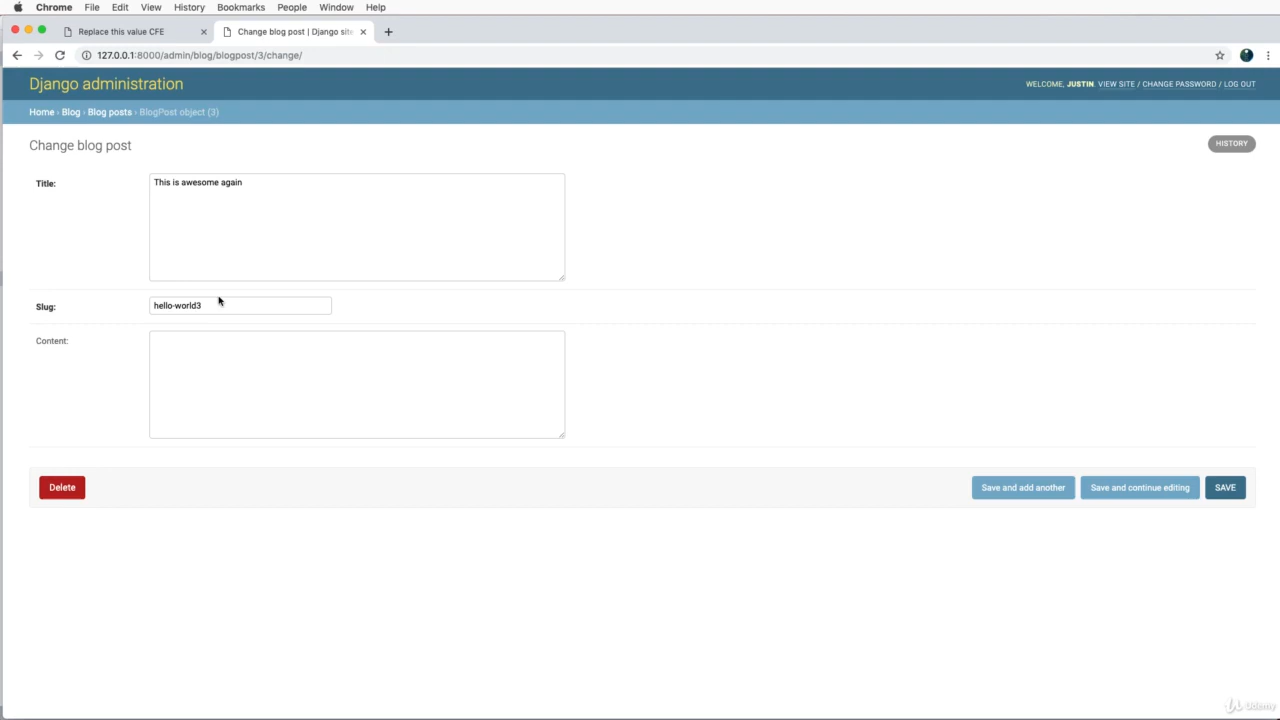 Chrome File Edit View History Bookmarks People Window Help
Replace this value CFE
Change blog post | Django site
127.0.0.1:8000/admin/blog/blogpost/3/change/
Django administration
WELCOME, JUSTIN. VIEW SITE / CHANGE PASSWORD / LOG OUT
Home › Blog › Blog posts › BlogPost object (3)
Change blog post
HISTORY
Title:
This is awesome again
Slug:
hello-world3
Content:
Delete
Save and add another
Save and continue editing
SAVE
Udemy